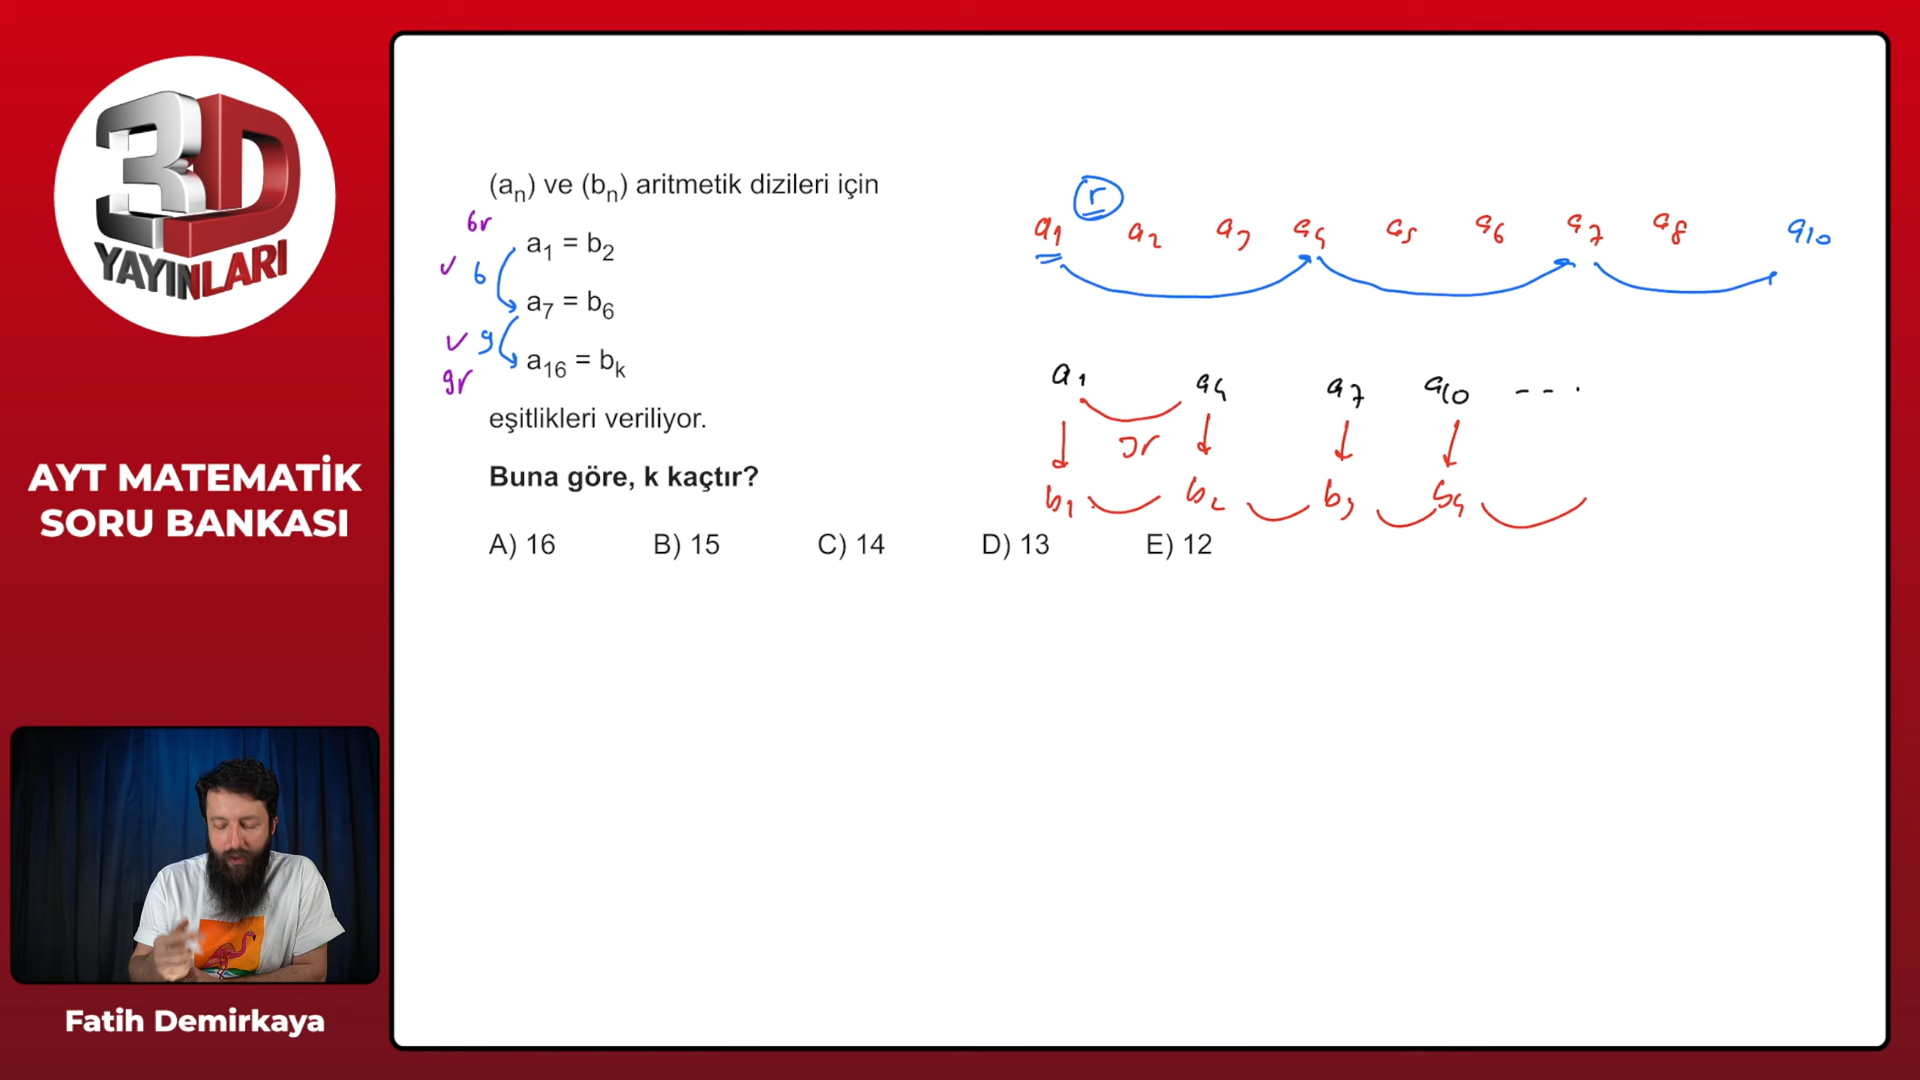 3D
YAYINLARI
AYT MATEMATİK
SORU BANKASI
Fatih Demirkaya
(aₙ) ve (bₙ) aritmetik dizileri için
6r
a₁ = b₂
✓ 6
a₇ = b₆
✓ 9
a₁₆ = bₖ
9r
eşitlikleri veriliyor.
Buna göre, k kaçtır?
A) 16 B) 15 C) 14 D) 13 E) 12
r
a₁ a₂ a₃ a₄ a₅ a₆ a₇ a₈ a₁₀
a₁ a₄ a₇ a₁₀ - - ·
3r
b₁ b₂ b₃ b₄